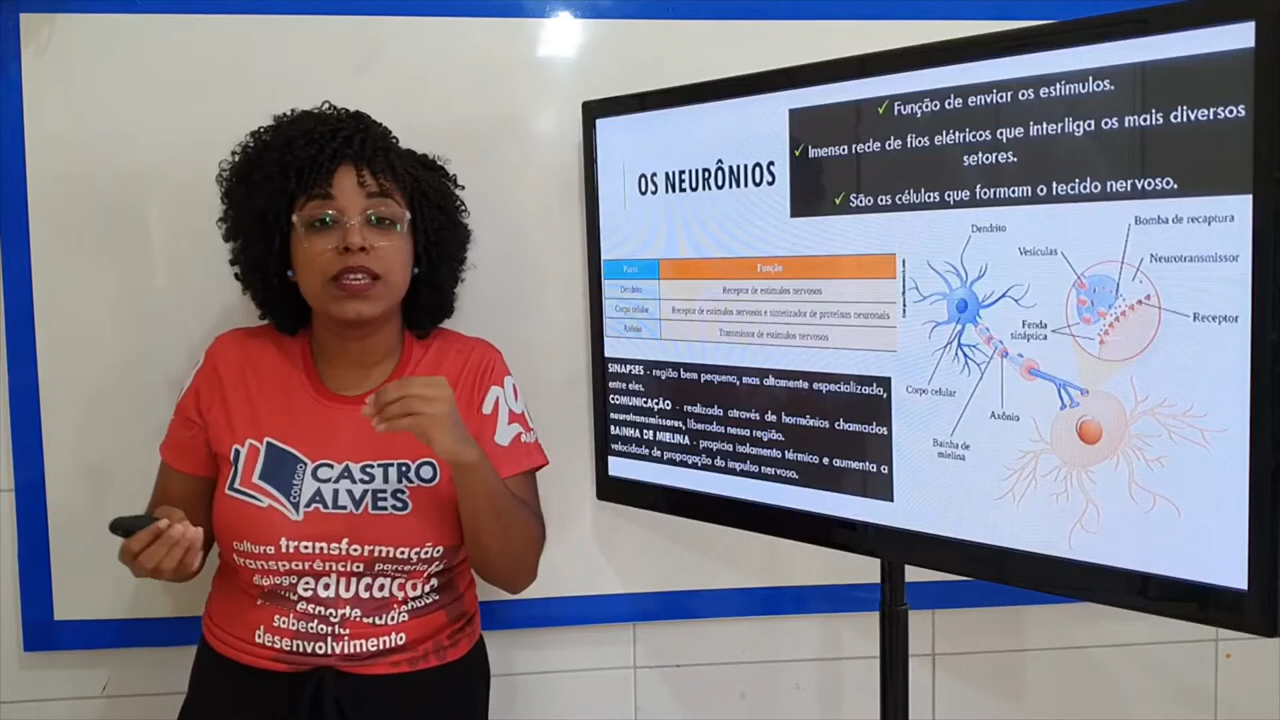 OS NEURÔNIOS
✓ Função de enviar os estímulos.
✓ Imensa rede de fios elétricos que interliga os mais diversos
setores.
✓ São as células que formam o tecido nervoso.
Parte Função
Dendrito Receptor de estímulos nervosos
Corpo celular Receptor de estímulos nervosos e sintetizador de proteínas neuronais
Axônio Transmissor de estímulos nervosos
SINAPSES - região bem pequena, mas altamente especializada,
entre eles.
COMUNICAÇÃO - realizada através de hormônios chamados
neurotransmissores, liberados nessa região.
BAINHA DE MIELINA - propicia isolamento térmico e aumenta a
velocidade de propagação do impulso nervoso.
Dendrito
Bomba de recaptura
Vesículas
Neurotransmissor
Fenda
sináptica
Receptor
Corpo celular
Axônio
Bainha de
mielina
29
COLÉGIO
CASTRO
ALVES
cultura transformação
transparência parceria
diálogo educação
esporte
sabedoria
desenvolvimento